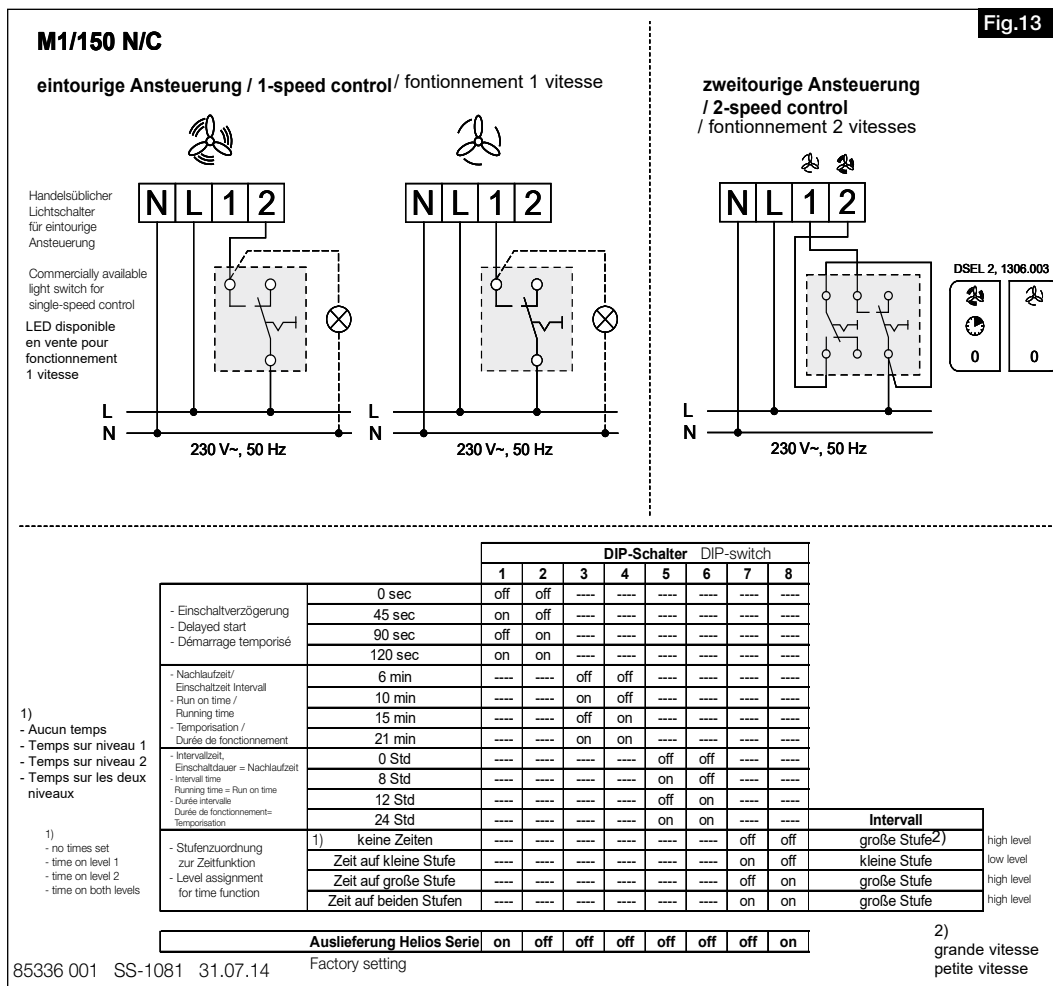 Fig.13
M1/150 N/C
eintourige Ansteuerung / 1-speed control / fontionnement 1 vitesse
zweitourige Ansteuerung
/ 2-speed control
/ fontionnement 2 vitesses
Handelsüblicher
Lichtschalter
für eintourige
Ansteuerung
Commercially available
light switch for
single-speed control
LED disponible
en vente pour
fonctionnement
1 vitesse
N L 1 2
L
N
230 V~, 50 Hz
N L 1 2
L
N
230 V~, 50 Hz
N L 1 2
L
N
230 V~, 50 Hz
DSEL 2, 1306.003
0 0
DIP-Schalter DIP-switch
1 2 3 4 5 6 7 8
- Einschaltverzögerung
- Delayed start
- Démarrage temporisé
0 sec off off ---- ---- ---- ---- ---- ----
45 sec on off ---- ---- ---- ---- ---- ----
90 sec off on ---- ---- ---- ---- ---- ----
120 sec on on ---- ---- ---- ---- ---- ----
- Nachlaufzeit/
Einschaltzeit Intervall
- Run on time /
Running time
- Temporisation /
Durée de fonctionnement
6 min ---- ---- off off ---- ---- ---- ----
10 min ---- ---- on off ---- ---- ---- ----
15 min ---- ---- off on ---- ---- ---- ----
21 min ---- ---- on on ---- ---- ---- ----
- Intervallzeit,
Einschaltdauer = Nachlaufzeit
- Intervall time
Running time = Run on time
- Durée intervalle
Durée de fonctionnement=
Temporisation
0 Std ---- ---- ---- ---- off off ---- ----
8 Std ---- ---- ---- ---- on off ---- ----
12 Std ---- ---- ---- ---- off on ---- ----
24 Std ---- ---- ---- ---- on on ---- ---- Intervall
- Stufenzuordnung
zur Zeitfunktion
- Level assignment
for time function
1) keine Zeiten ---- ---- ---- ---- ---- ---- off off große Stufe 2) high level
Zeit auf kleine Stufe ---- ---- ---- ---- ---- ---- on off kleine Stufe low level
Zeit auf große Stufe ---- ---- ---- ---- ---- ---- off on große Stufe high level
Zeit auf beiden Stufen ---- ---- ---- ---- ---- ---- on on große Stufe high level
1)
- Aucun temps
- Temps sur niveau 1
- Temps sur niveau 2
- Temps sur les deux
niveaux
1)
- no times set
- time on level 1
- time on level 2
- time on both levels
Auslieferung Helios Serie on off off off off off off on
Factory setting
2)
grande vitesse
petite vitesse
85336 001 SS-1081 31.07.14